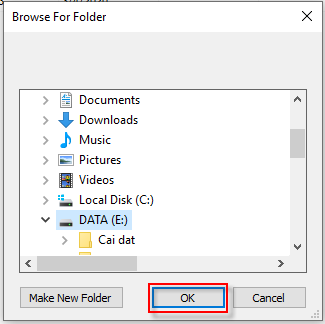 Browse For Folder
Documents
Downloads
Music
Pictures
Videos
Local Disk (C:)
DATA (E:)
Cai dat
Make New Folder
OK
Cancel